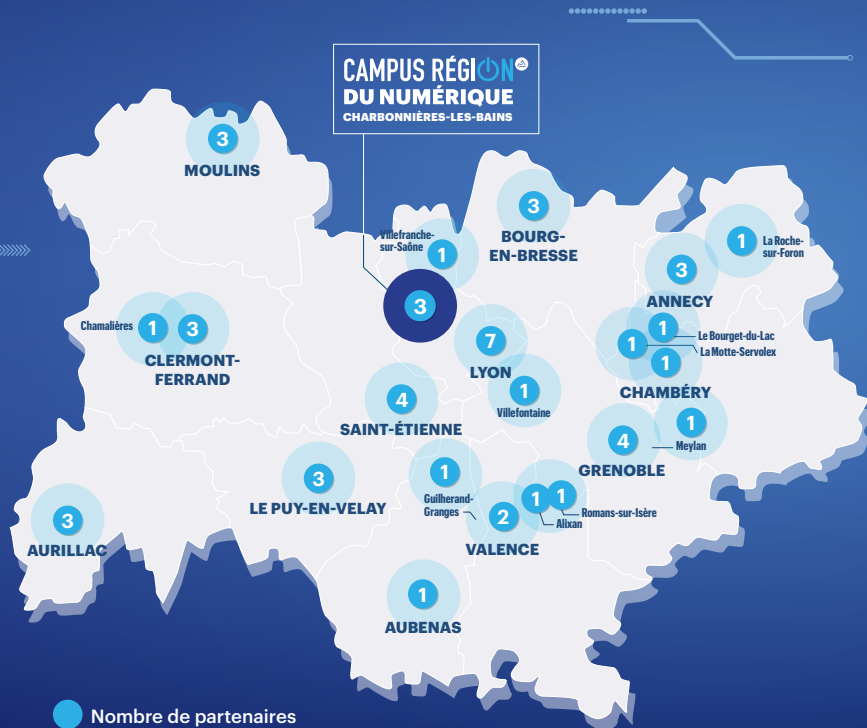 CAMPUS RÉGION
DU NUMÉRIQUE
CHARBONNIÈRES-LES-BAINS
3
MOULINS
3
BOURG-
EN-BRESSE
Villefranche-
sur-Saône
1
1
La Roche-
sur-Foron
3
ANNECY
3
Chamalières
1
3
CLERMONT-
FERRAND
7
LYON
1
Le Bourget-du-Lac
1
La Motte-Servolex
1
CHAMBÉRY
1
Villefontaine
4
SAINT-ÉTIENNE
1
Meylan
4
GRENOBLE
3
LE PUY-EN-VELAY
1
Guilherand-
Granges
2
VALENCE
1
Alixan
1
Romans-sur-Isère
3
AURILLAC
1
AUBENAS
Nombre de partenaires